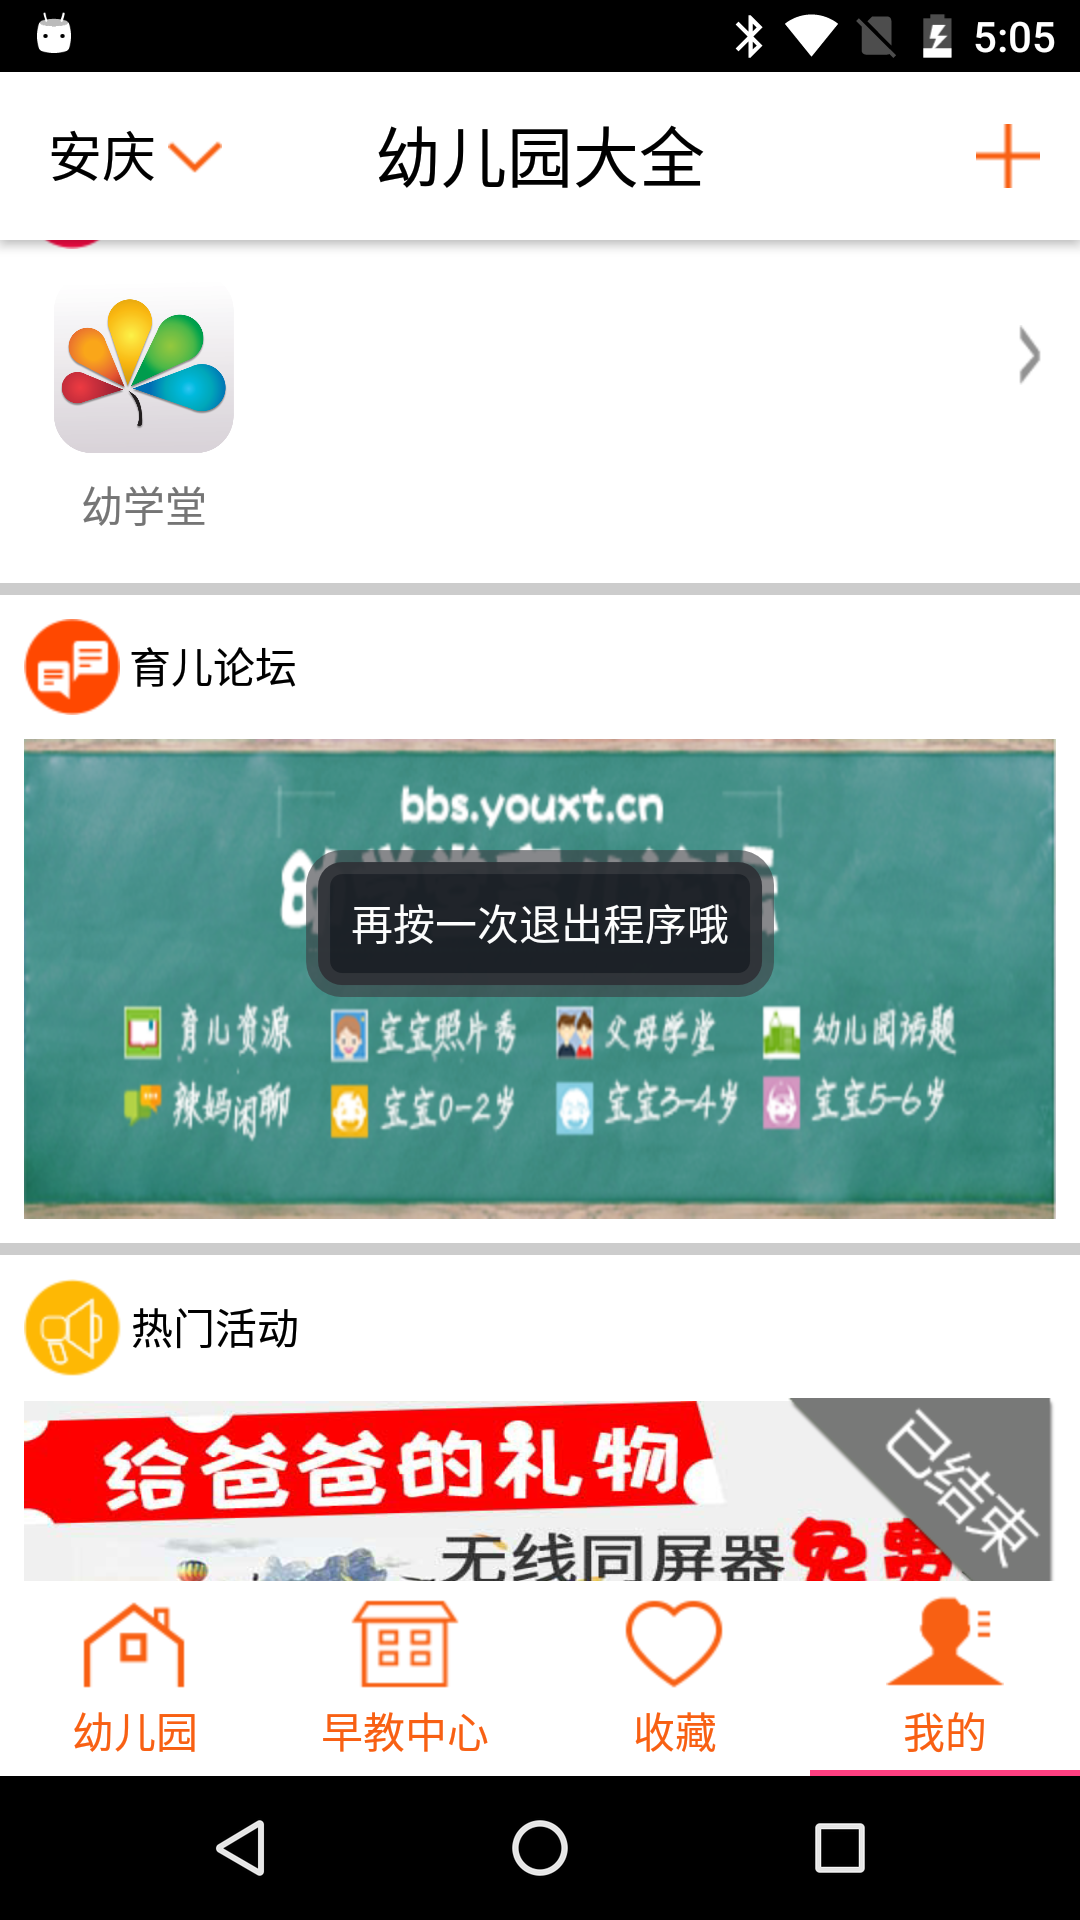 5:05
安庆
幼儿园大全
幼学堂
育儿论坛
bbs.youxt.cn
再按一次退出程序哦
育儿资源
宝宝照片秀
父母学堂
幼儿园话题
辣妈闲聊
宝宝0-2岁
宝宝3-4岁
宝宝5-6岁
热门活动
给爸爸的礼物
已结束
无线同屏器免费
幼儿园
早教中心
收藏
我的